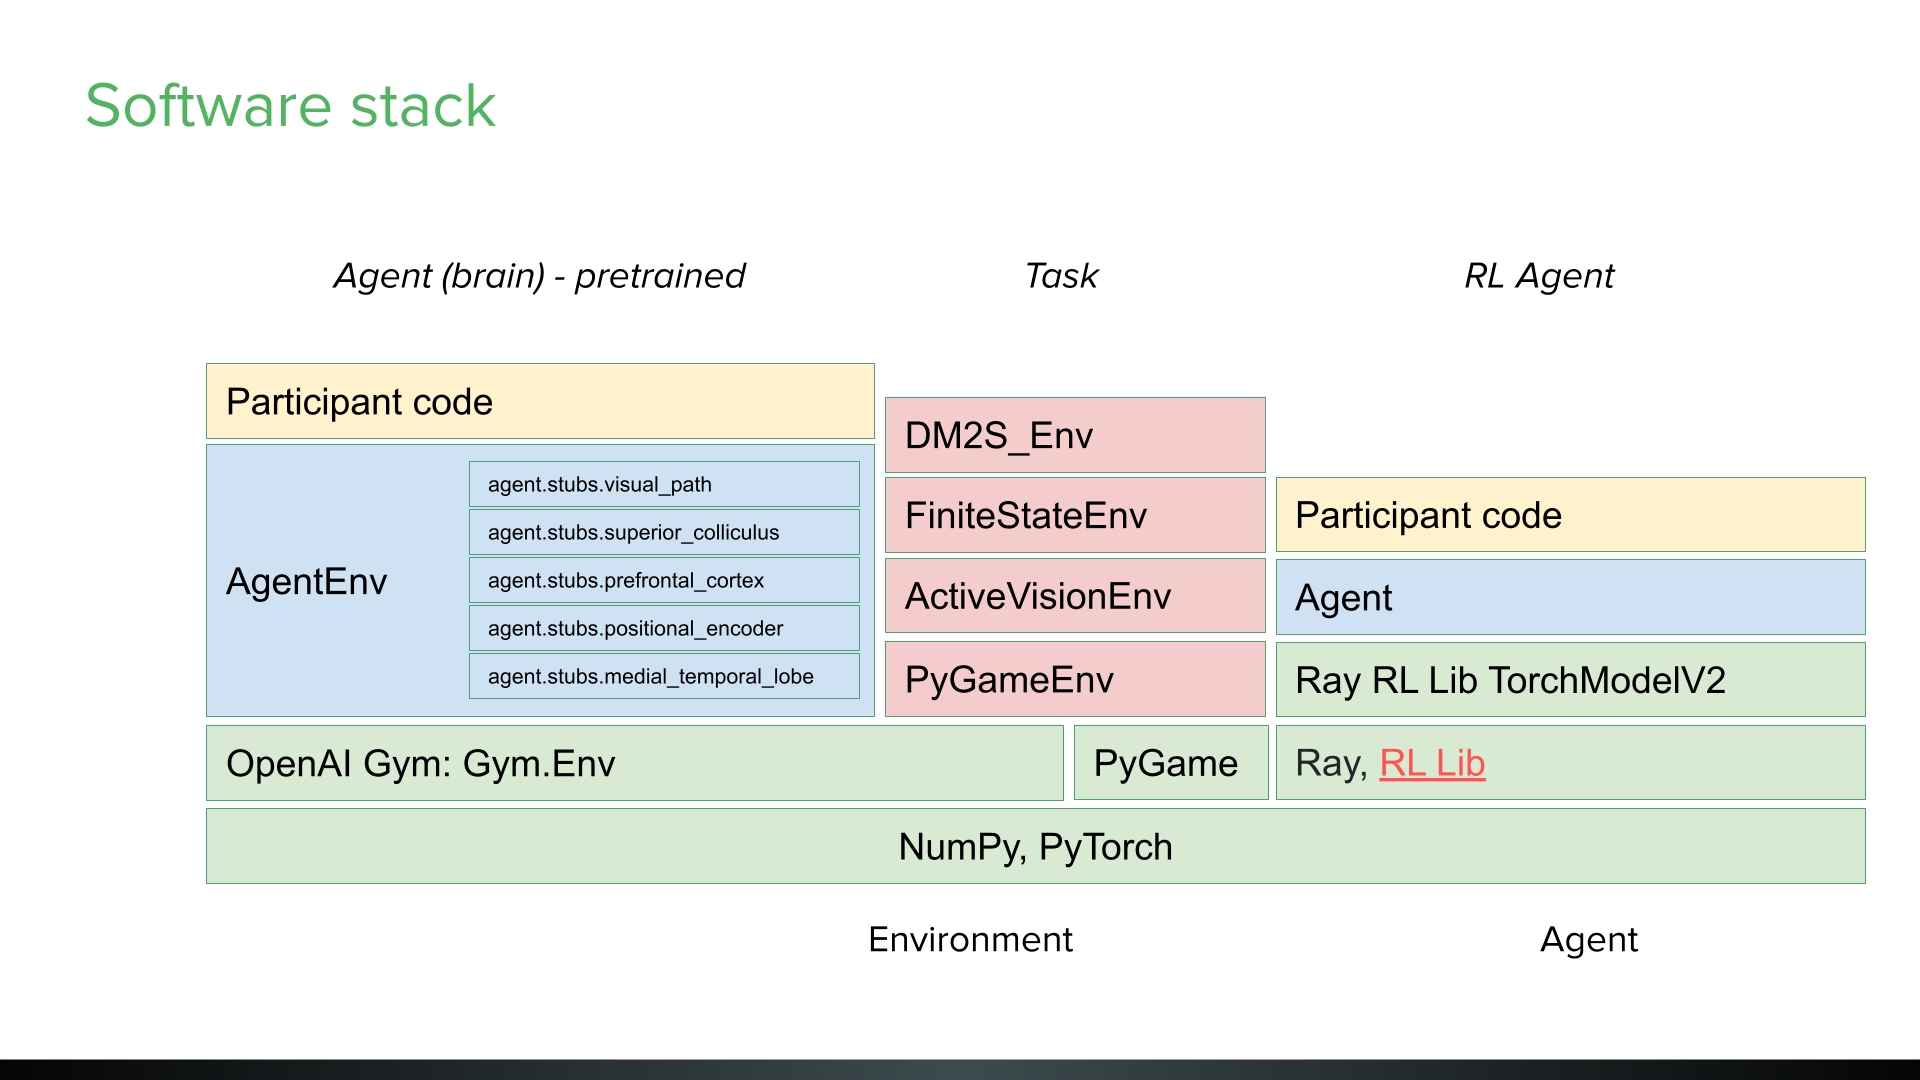 Software stack
Agent (brain) - pretrained
Task
RL Agent
Participant code
AgentEnv
agent.stubs.visual_path
agent.stubs.superior_colliculus
agent.stubs.prefrontal_cortex
agent.stubs.positional_encoder
agent.stubs.medial_temporal_lobe
DM2S_Env
FiniteStateEnv
ActiveVisionEnv
PyGameEnv
Participant code
Agent
Ray RL Lib TorchModelV2
OpenAI Gym: Gym.Env
PyGame
Ray, RL Lib
NumPy, PyTorch
Environment
Agent